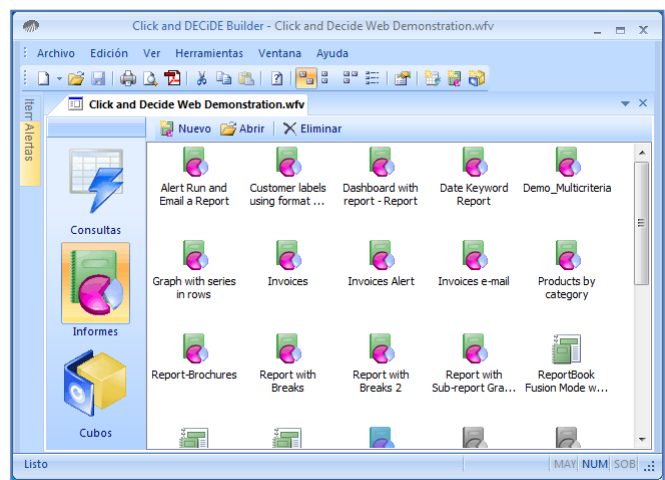 Click and DECiDE Builder - Click and Decide Web Demonstration.wfv
Archivo Edición Ver Herramientas Ventana Ayuda
Item Alertas
Click and Decide Web Demonstration.wfv
Nuevo Abrir Eliminar
Consultas
Informes
Cubos
Alert Run and
Email a Report
Customer labels
using format ...
Dashboard with
report - Report
Date Keyword
Report
Demo_Multicriteria
Graph with series
in rows
Invoices
Invoices Alert
Invoices e-mail
Products by
category
Report-Brochures
Report with
Breaks
Report with
Breaks 2
Report with
Sub-report Gra...
ReportBook
Fusion Mode w...
Listo
MAY NUM SOB